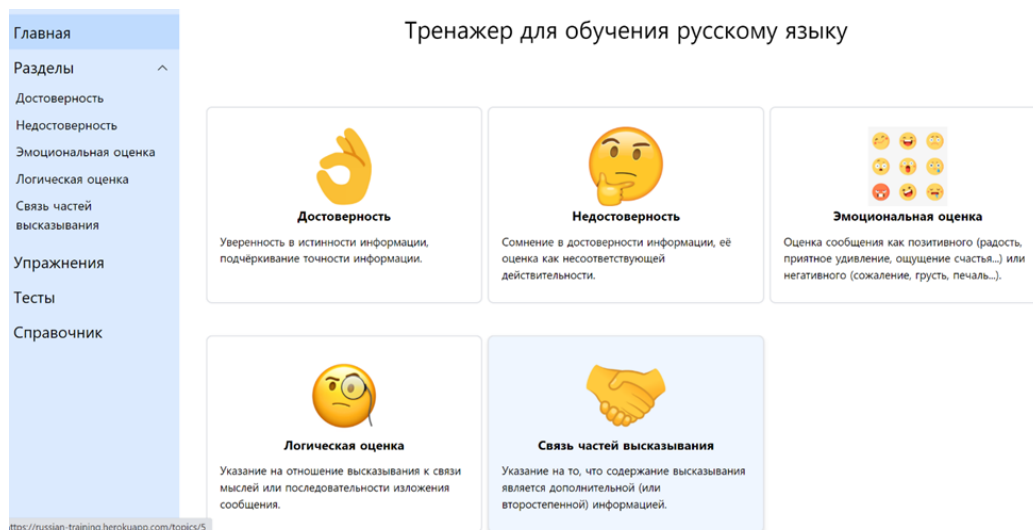 Главная
Разделы
Достоверность
Недостоверность
Эмоциональная оценка
Логическая оценка
Связь частей
высказывания
Упражнения
Тесты
Справочник
Тренажер для обучения русскому языку
Достоверность
Уверенность в истинности информации,
подчёркивание точности информации.
Недостоверность
Сомнение в достоверности информации, её
оценка как несоответствующей
действительности.
Эмоциональная оценка
Оценка сообщения как позитивного (радость,
приятное удивление, ощущение счастья...) или
негативного (сожаление, грусть, печаль...).
Логическая оценка
Указание на отношение высказывания к связи
мыслей или последовательности изложения
сообщения.
Связь частей высказывания
Указание на то, что содержание высказывания
является дополнительной (или
второстепенной) информацией.
ttps://russian-training.herokuapp.com/topics/5